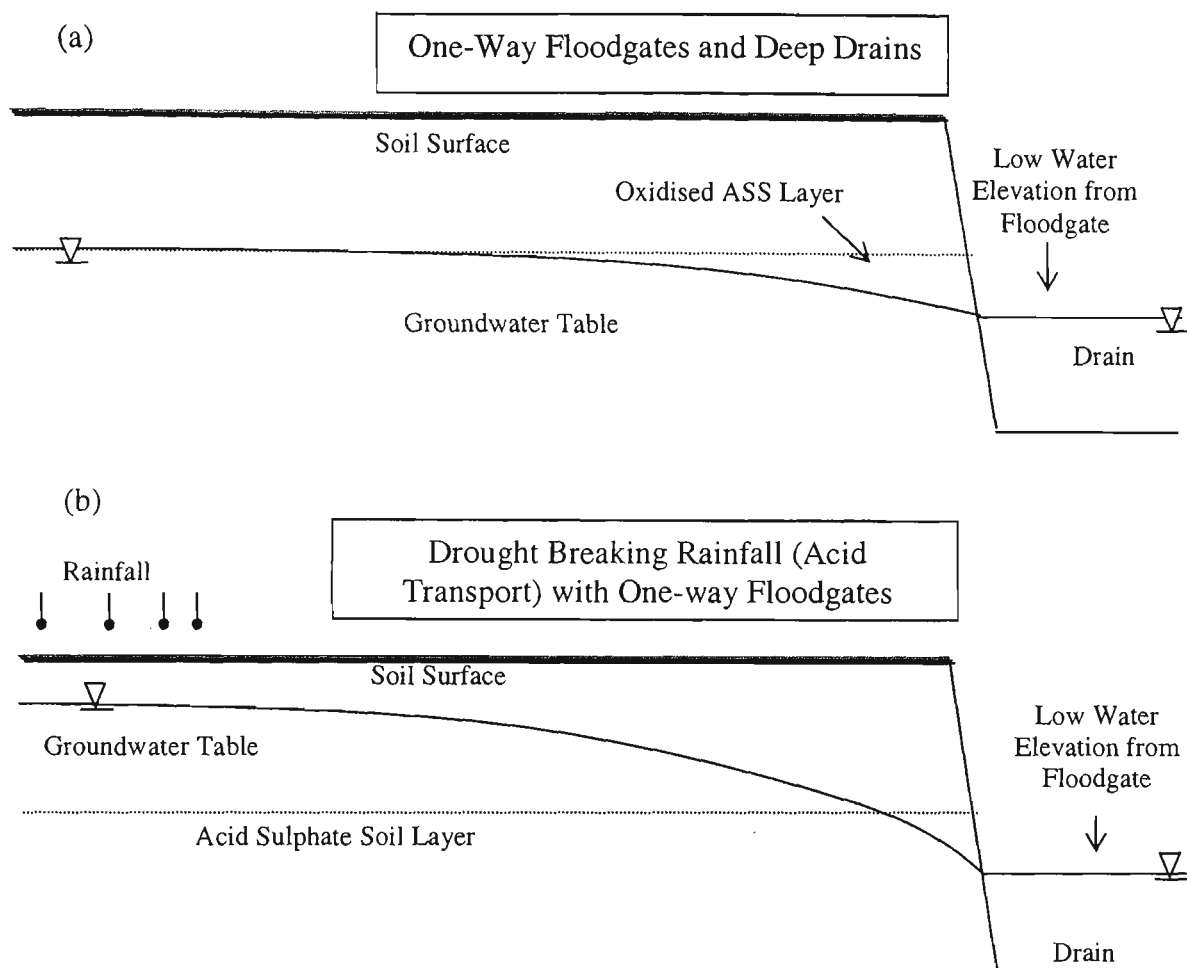 (a)
One-Way Floodgates and Deep Drains
Soil Surface
Oxidised ASS Layer
Low Water
Elevation from
Floodgate
Groundwater Table
Drain
(b)
Drought Breaking Rainfall (Acid
Transport) with One-way Floodgates
Rainfall
Soil Surface
Groundwater Table
Low Water
Elevation from
Floodgate
Acid Sulphate Soil Layer
Drain